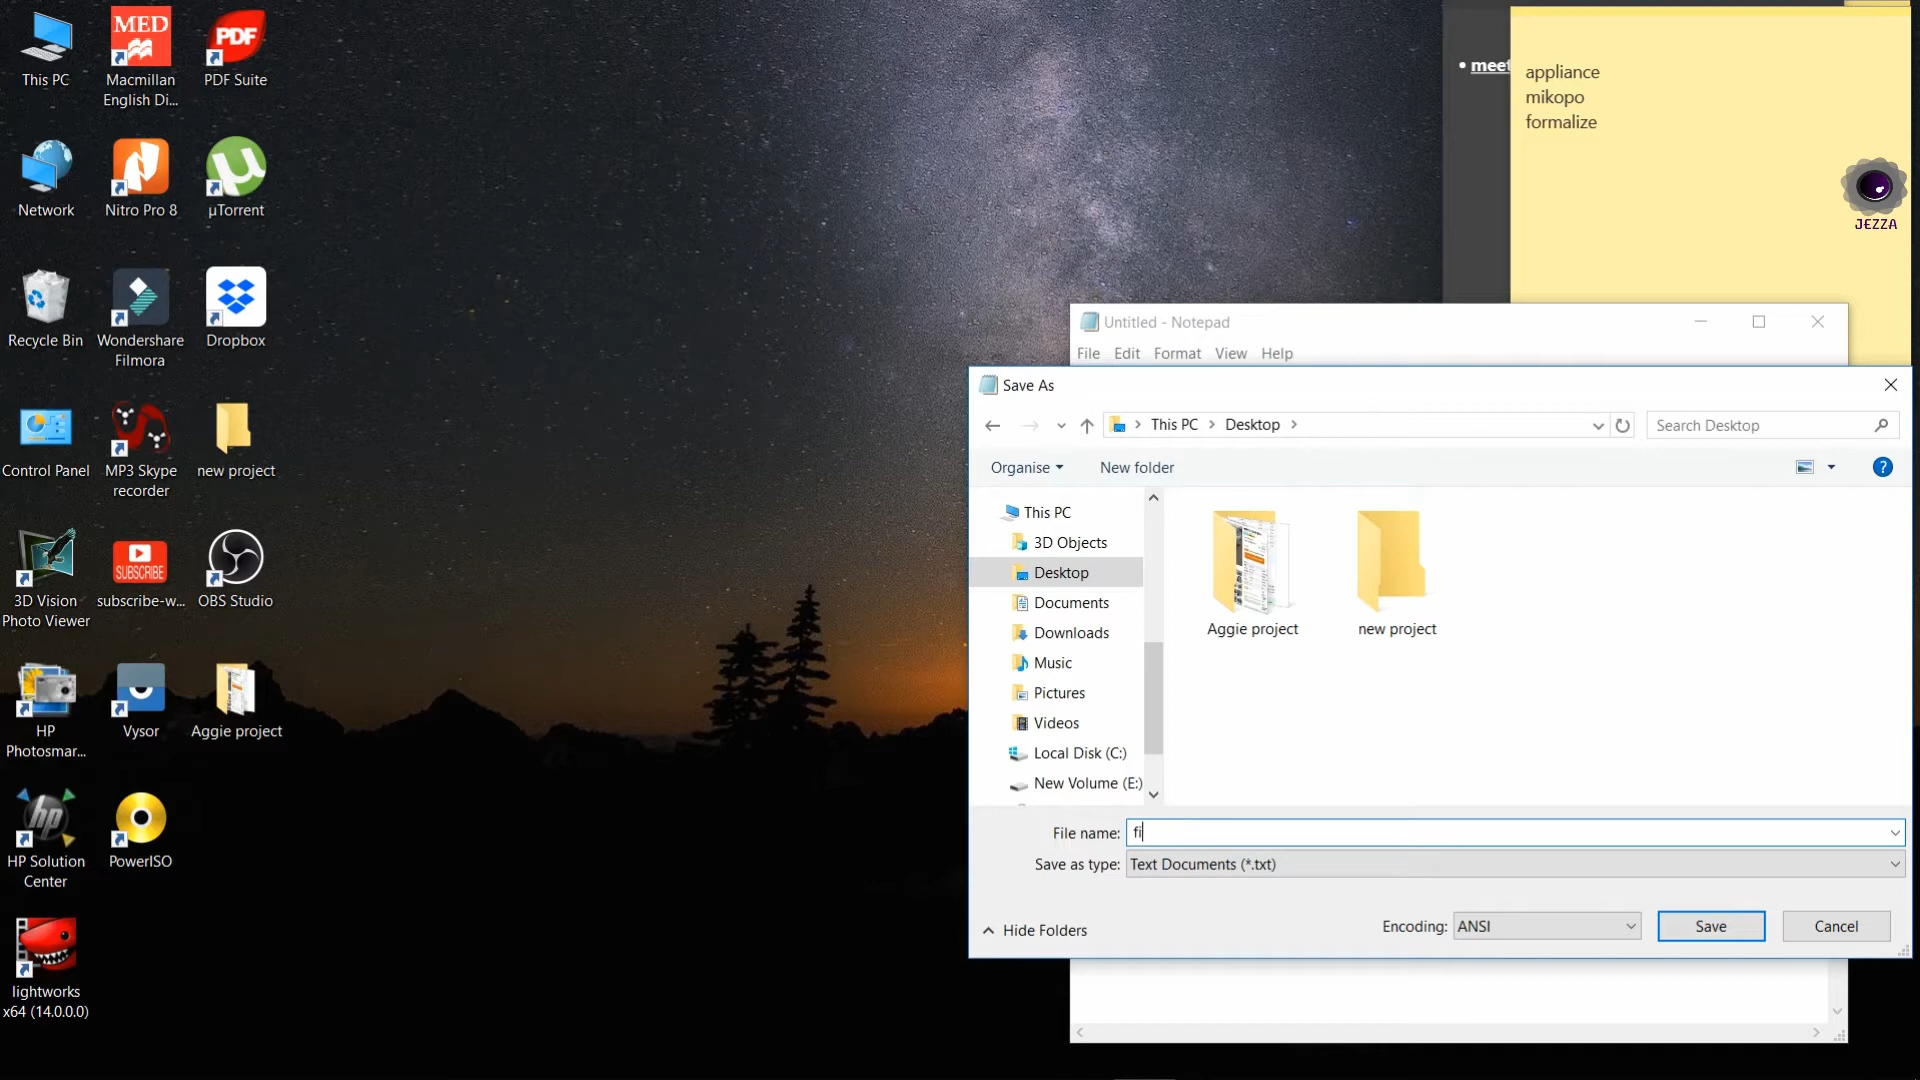 This PC
MED
Macmillan
English Di...
PDF
PDF Suite
Network
Nitro Pro 8
µ
µTorrent
Recycle Bin
Wondershare
Filmora
Dropbox
Control Panel
MP3 Skype
recorder
new project
3D Vision
Photo Viewer
SUBSCRIBE
subscribe-w...
OBS Studio
HP
Photosmar...
Vysor
Aggie project
hp
HP Solution
Center
PowerISO
lightworks
x64 (14.0.0.0)
• meet
appliance
mikopo
formalize
JEZZA
Untitled - Notepad
File Edit Format View Help
Save As
This PC > Desktop >
Search Desktop
Organise
New folder
?
This PC
3D Objects
Desktop
Documents
Downloads
Music
Pictures
Videos
Local Disk (C:)
New Volume (E:)
Aggie project
new project
File name: fi
Save as type: Text Documents (*.txt)
Hide Folders
Encoding: ANSI
Save
Cancel